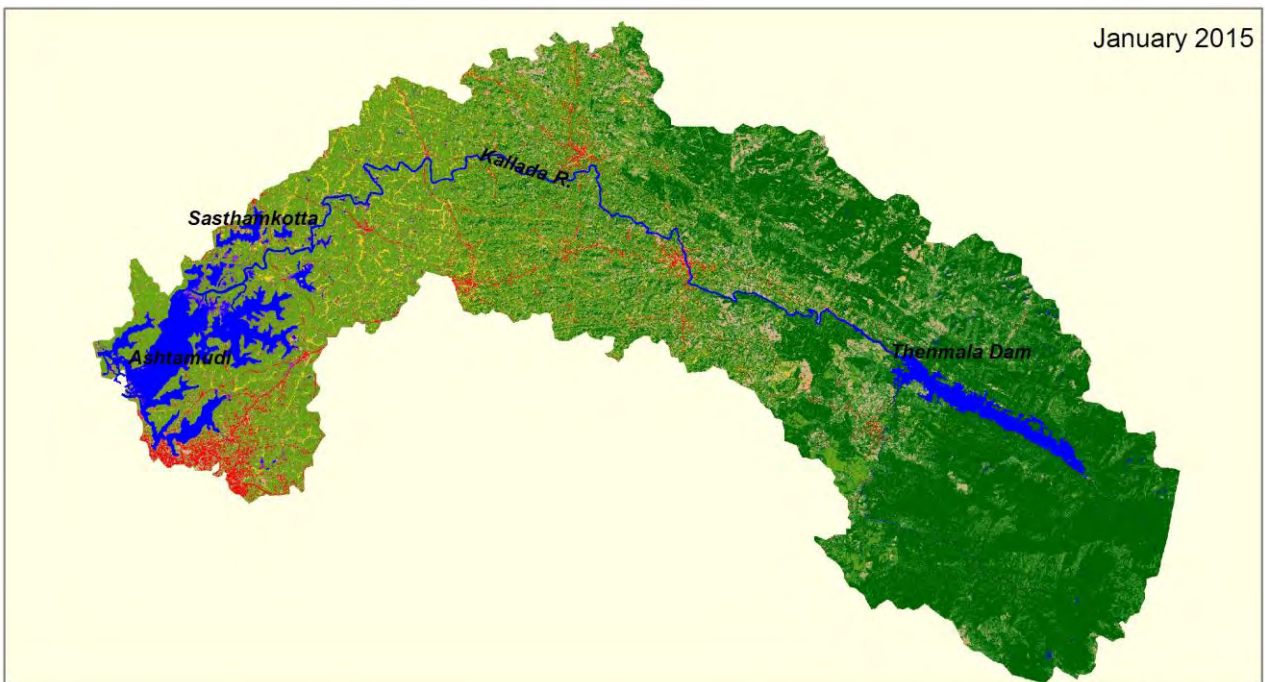 January 2015
Kallada R.
Sasthamkotta
Ashtamudi
Thenmala Dam